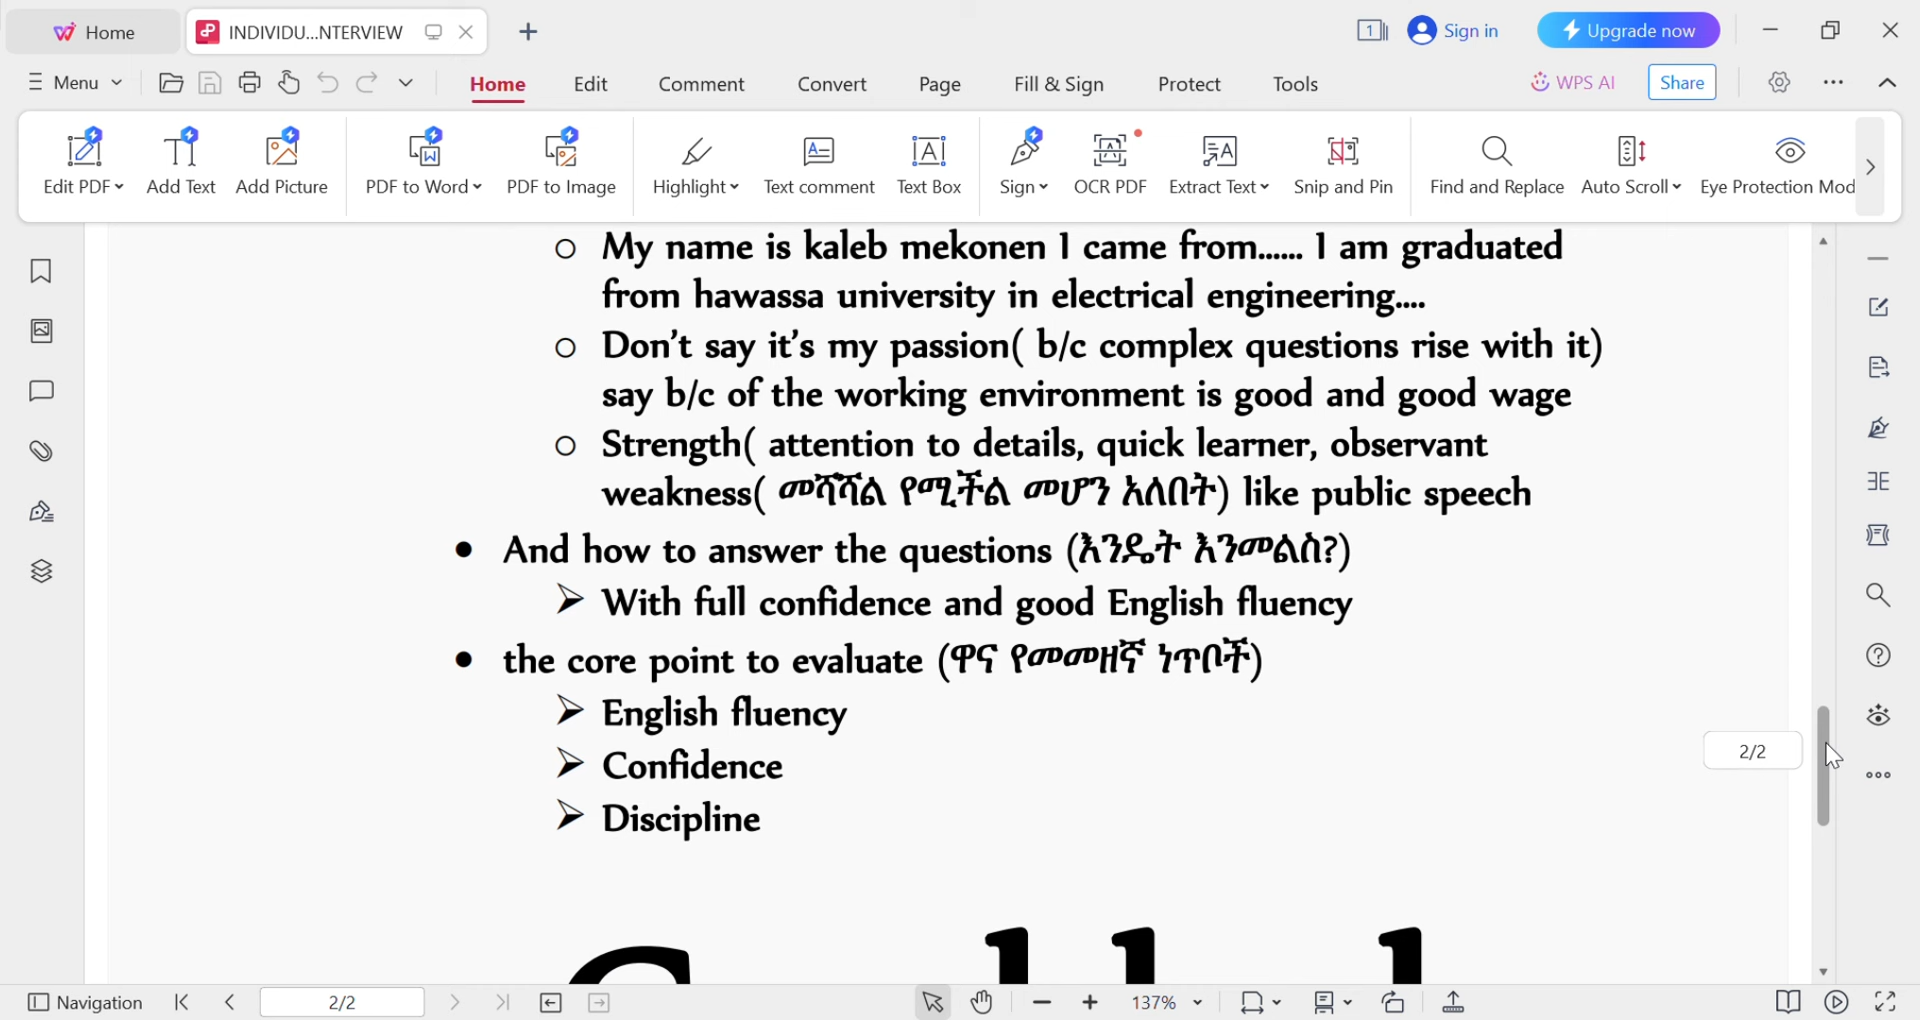 Home
INDIVIDU...NTERVIEW
1
Sign in
Upgrade now
Menu
Home
Edit
Comment
Convert
Page
Fill & Sign
Protect
Tools
WPS AI
Share
Edit PDF
Add Text
Add Picture
PDF to Word
PDF to Image
Highlight
Text comment
Text Box
Sign
OCR PDF
Extract Text
Snip and Pin
Find and Replace
Auto Scroll
Eye Protection Mod
My name is kaleb mekonen I came from...... I am graduated
from hawassa university in electrical engineering....
Don't say it's my passion( b/c complex questions rise with it)
say b/c of the working environment is good and good wage
Strength( attention to details, quick learner, observant
weakness( መሻሻል የሚችል መሆን አለበት) like public speech
And how to answer the questions (እንዴት እንመልስ?)
With full confidence and good English fluency
the core point to evaluate (ዋና የመመዘኛ ነጥቦች)
English fluency
Confidence
Discipline
2/2
Navigation
2/2
137%